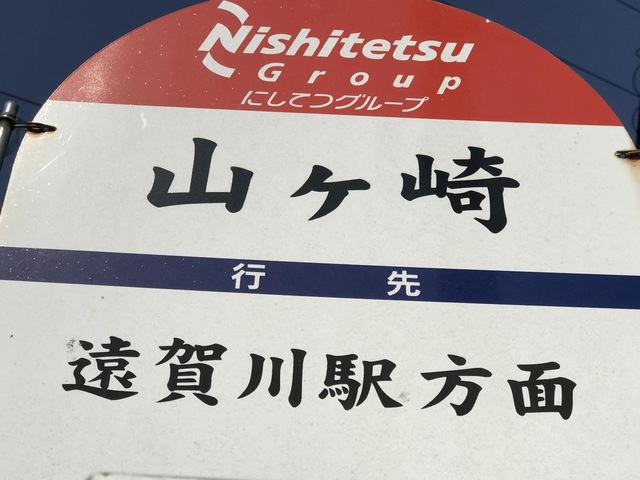 Nishitetsu
Group
にしてつグループ
山ヶ崎
行先
遠賀川駅方面